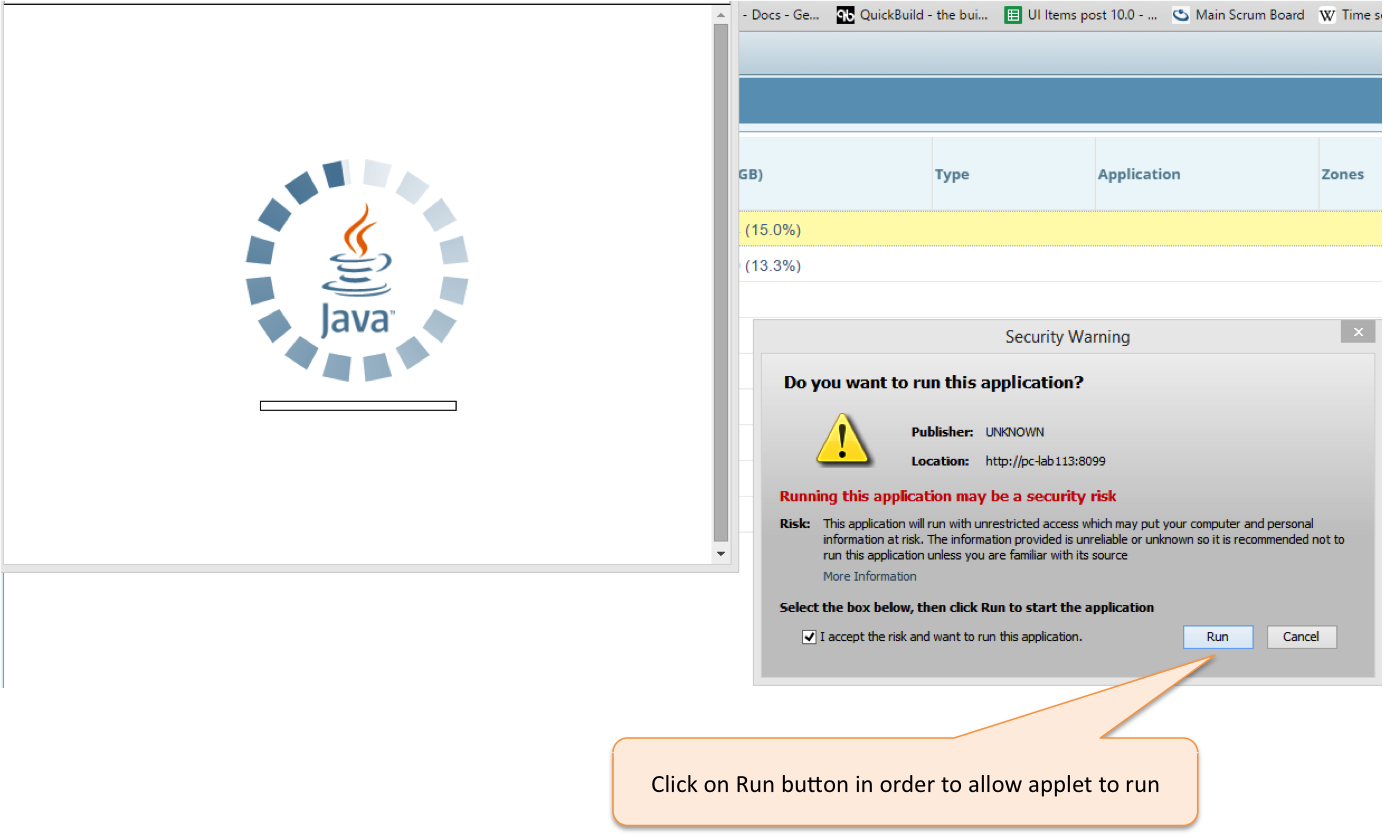 - Docs - Ge...
QuickBuild - the bui...
UI Items post 10.0 - ...
Main Scrum Board
Time s
GB)
Type
Application
Zones
(15.0%)
(13.3%)
Java™
Security Warning
Do you want to run this application?
Publisher: UNKNOWN
Location: http://pc-lab113:8099
Running this application may be a security risk
Risk: This application will run with unrestricted access which may put your computer and personal
information at risk. The information provided is unreliable or unknown so it is recommended not to
run this application unless you are familiar with its source
More Information
Select the box below, then click Run to start the application
I accept the risk and want to run this application.
Run
Cancel
Click on Run button in order to allow applet to run